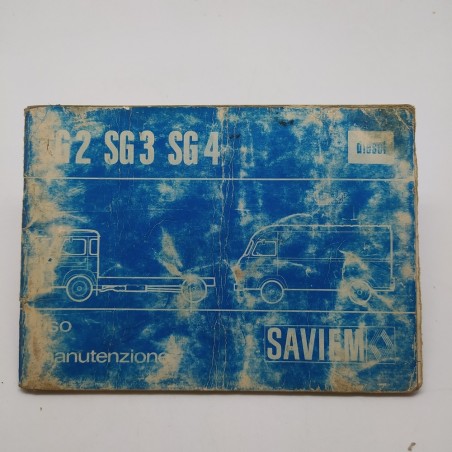 G2 SG3 SG4
Diesel
uso
manutenzione
SAVIEM